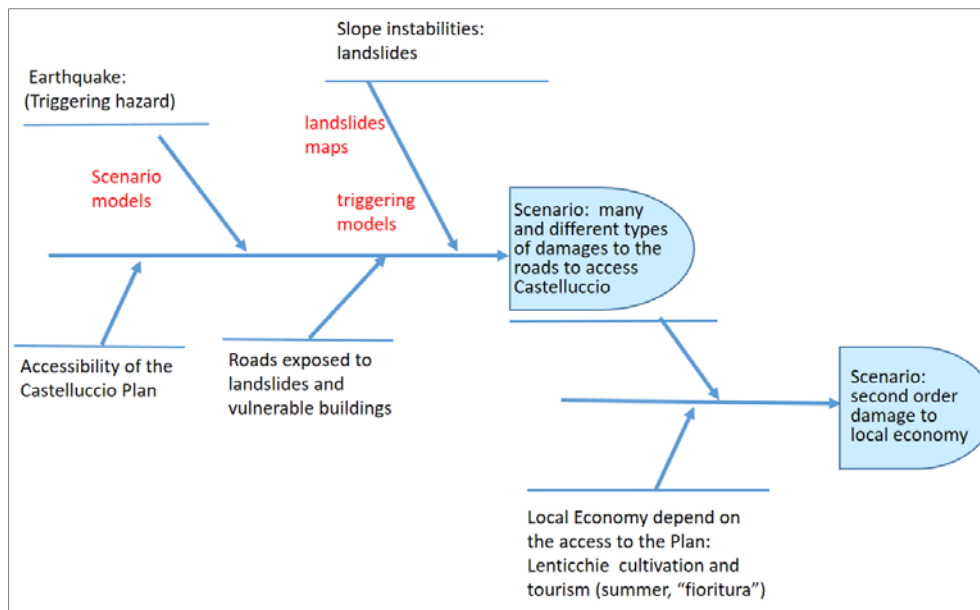 Slope instabilities:
landslides
Earthquake:
(Triggering hazard)
landslides
maps
Scenario
models
triggering
models
Scenario: many
and different types
of damages to the
roads to access
Castelluccio
Accessibility of the
Castelluccio Plan
Roads exposed to
landslides and
vulnerable buildings
Scenario:
second order
damage to
local economy
Local Economy depend on
the access to the Plan:
Lenticchie cultivation and
tourism (summer, “fioritura”)